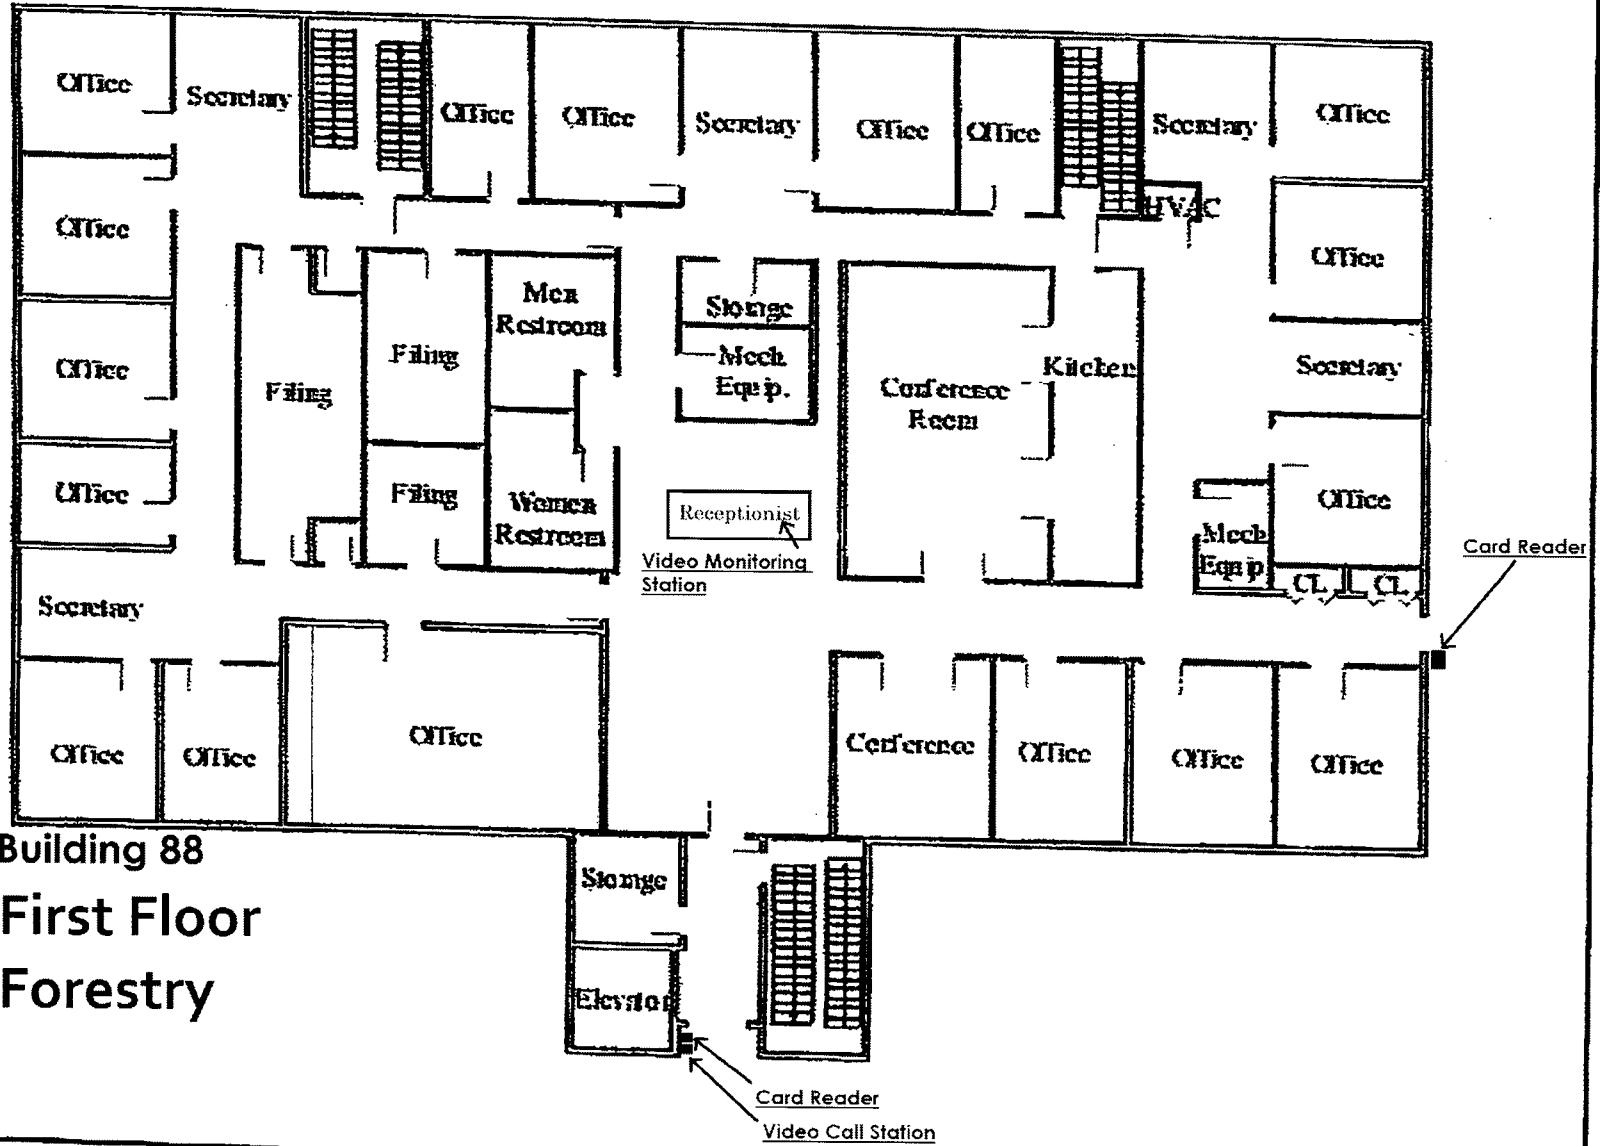 Office
Secretary
Office
Office
Secretary
Office
Office
Secretary
Office
HVAC
Office
Office
Men
Restroom
Storage
Filing
Mech
Equip.
Filing
Office
Conference
Room
Kitchen
Secretary
Office
Filing
Women
Restroom
Receptionist
Office
Mech
Equip
CL
CL
Card Reader
Video Monitoring
Station
Secretary
Office
Office
Office
Conference
Office
Office
Office
Building 88
First Floor
Forestry
Storage
Elevator
Card Reader
Video Call Station